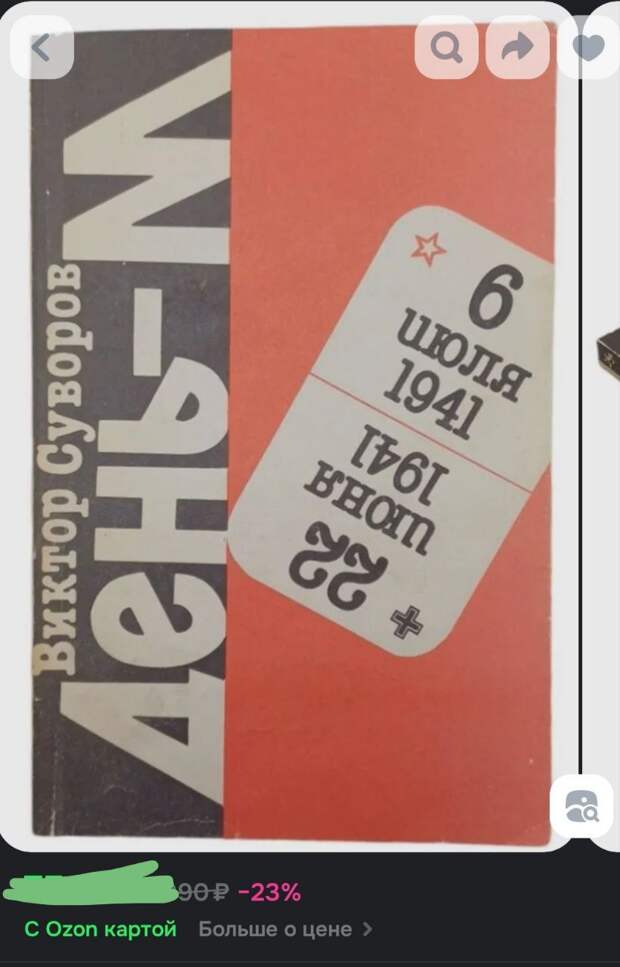 Виктор Суворов
День-М
6
июля
1941
22
июня
1941
90 ₽ -23%
С Ozon картой Больше о цене